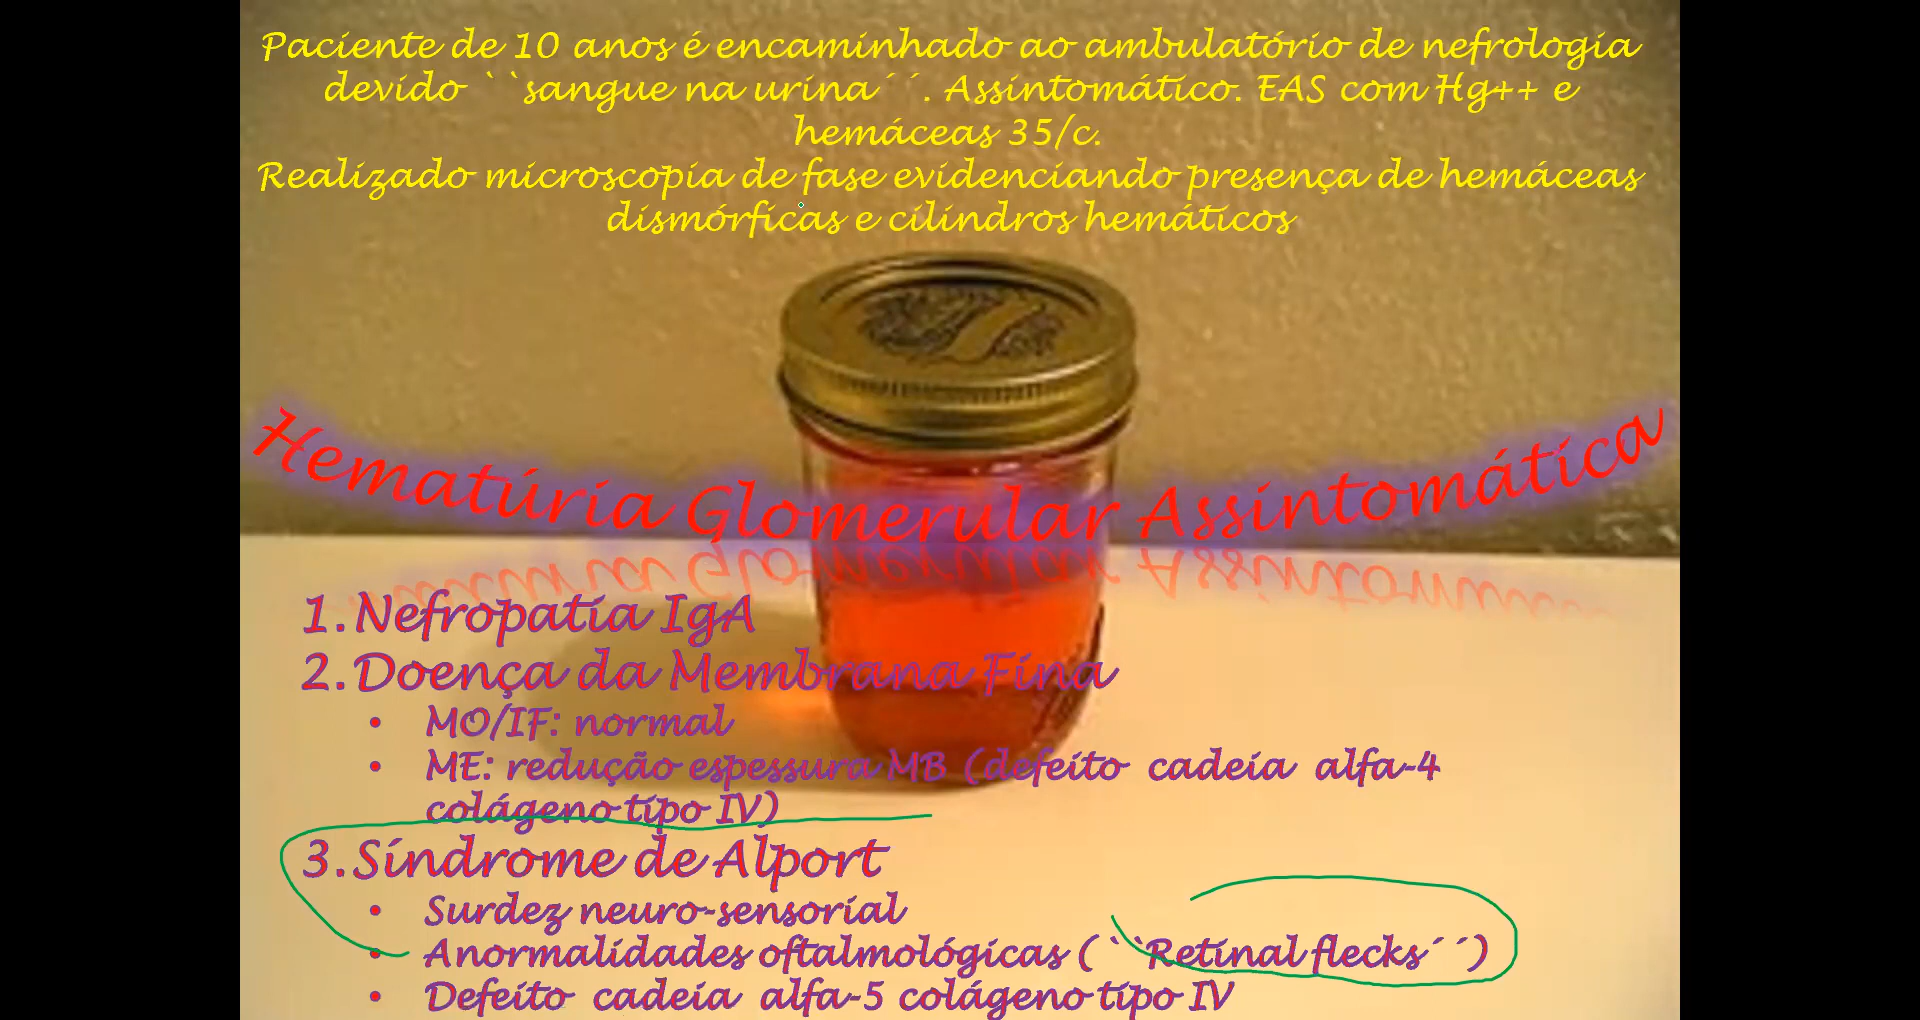 Paciente de 10 anos é encaminhado ao ambulatório de nefrologia
devido ``sangue na urina´´. Assintomático. EAS com Hg++ e
hemáceas 35/c.
Realizado microscopia de fase evidenciando presença de hemáceas
dismórficas e cilindros hemáticos
Hematúria Glomerular Assintomática
1. Nefropatia IgA
2. Doença da Membrana Fina
• MO/IF: normal
• ME: redução espessura MB (defeito cadeia alfa-4
colágeno tipo IV)
3. Síndrome de Alport
• Surdez neuro-sensorial
• Anormalidades oftalmológicas (``Retinal flecks´´)
• Defeito cadeia alfa-5 colágeno tipo IV